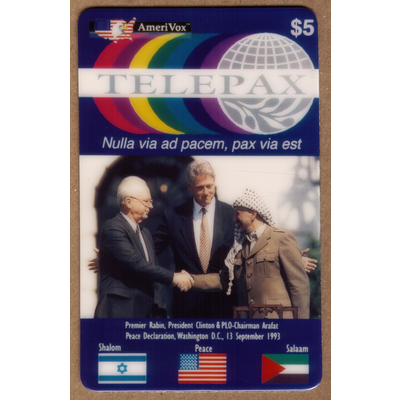 AmeriVox™
$5
TELEPAX
Nulla via ad pacem, pax via est
Premier Rabin, President Clinton & PLO-Chairman Arafat
Peace Declaration, Washington D.C., 13 September 1993
Shalom Peace Salaam